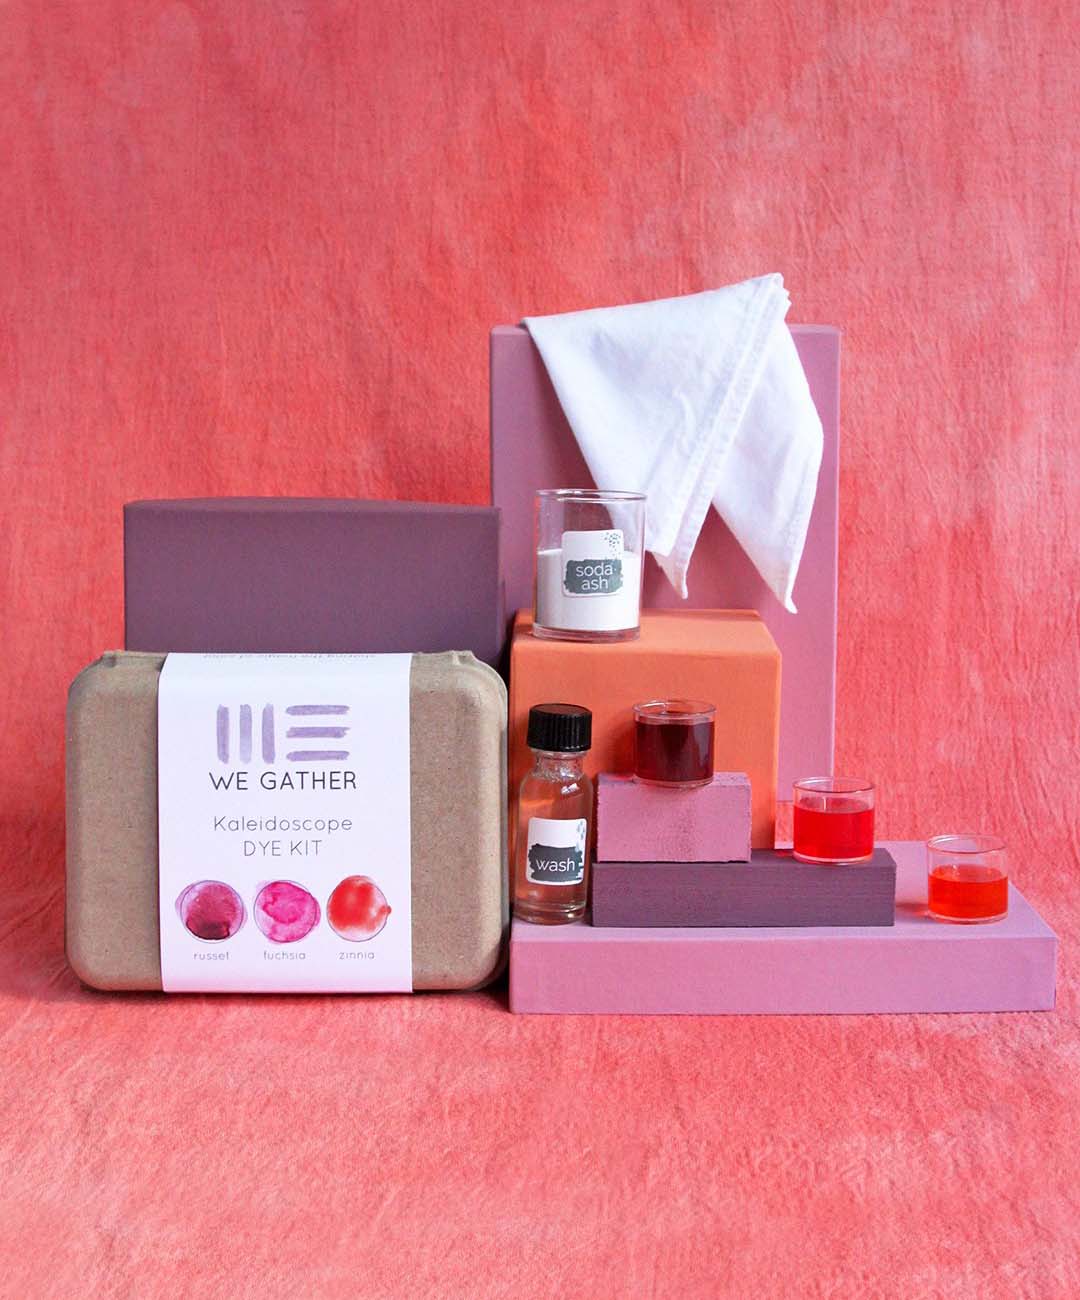 WE GATHER
Kaleidoscope
DYE KIT
russet
fuchsia
zinnia
soda
ash
wash